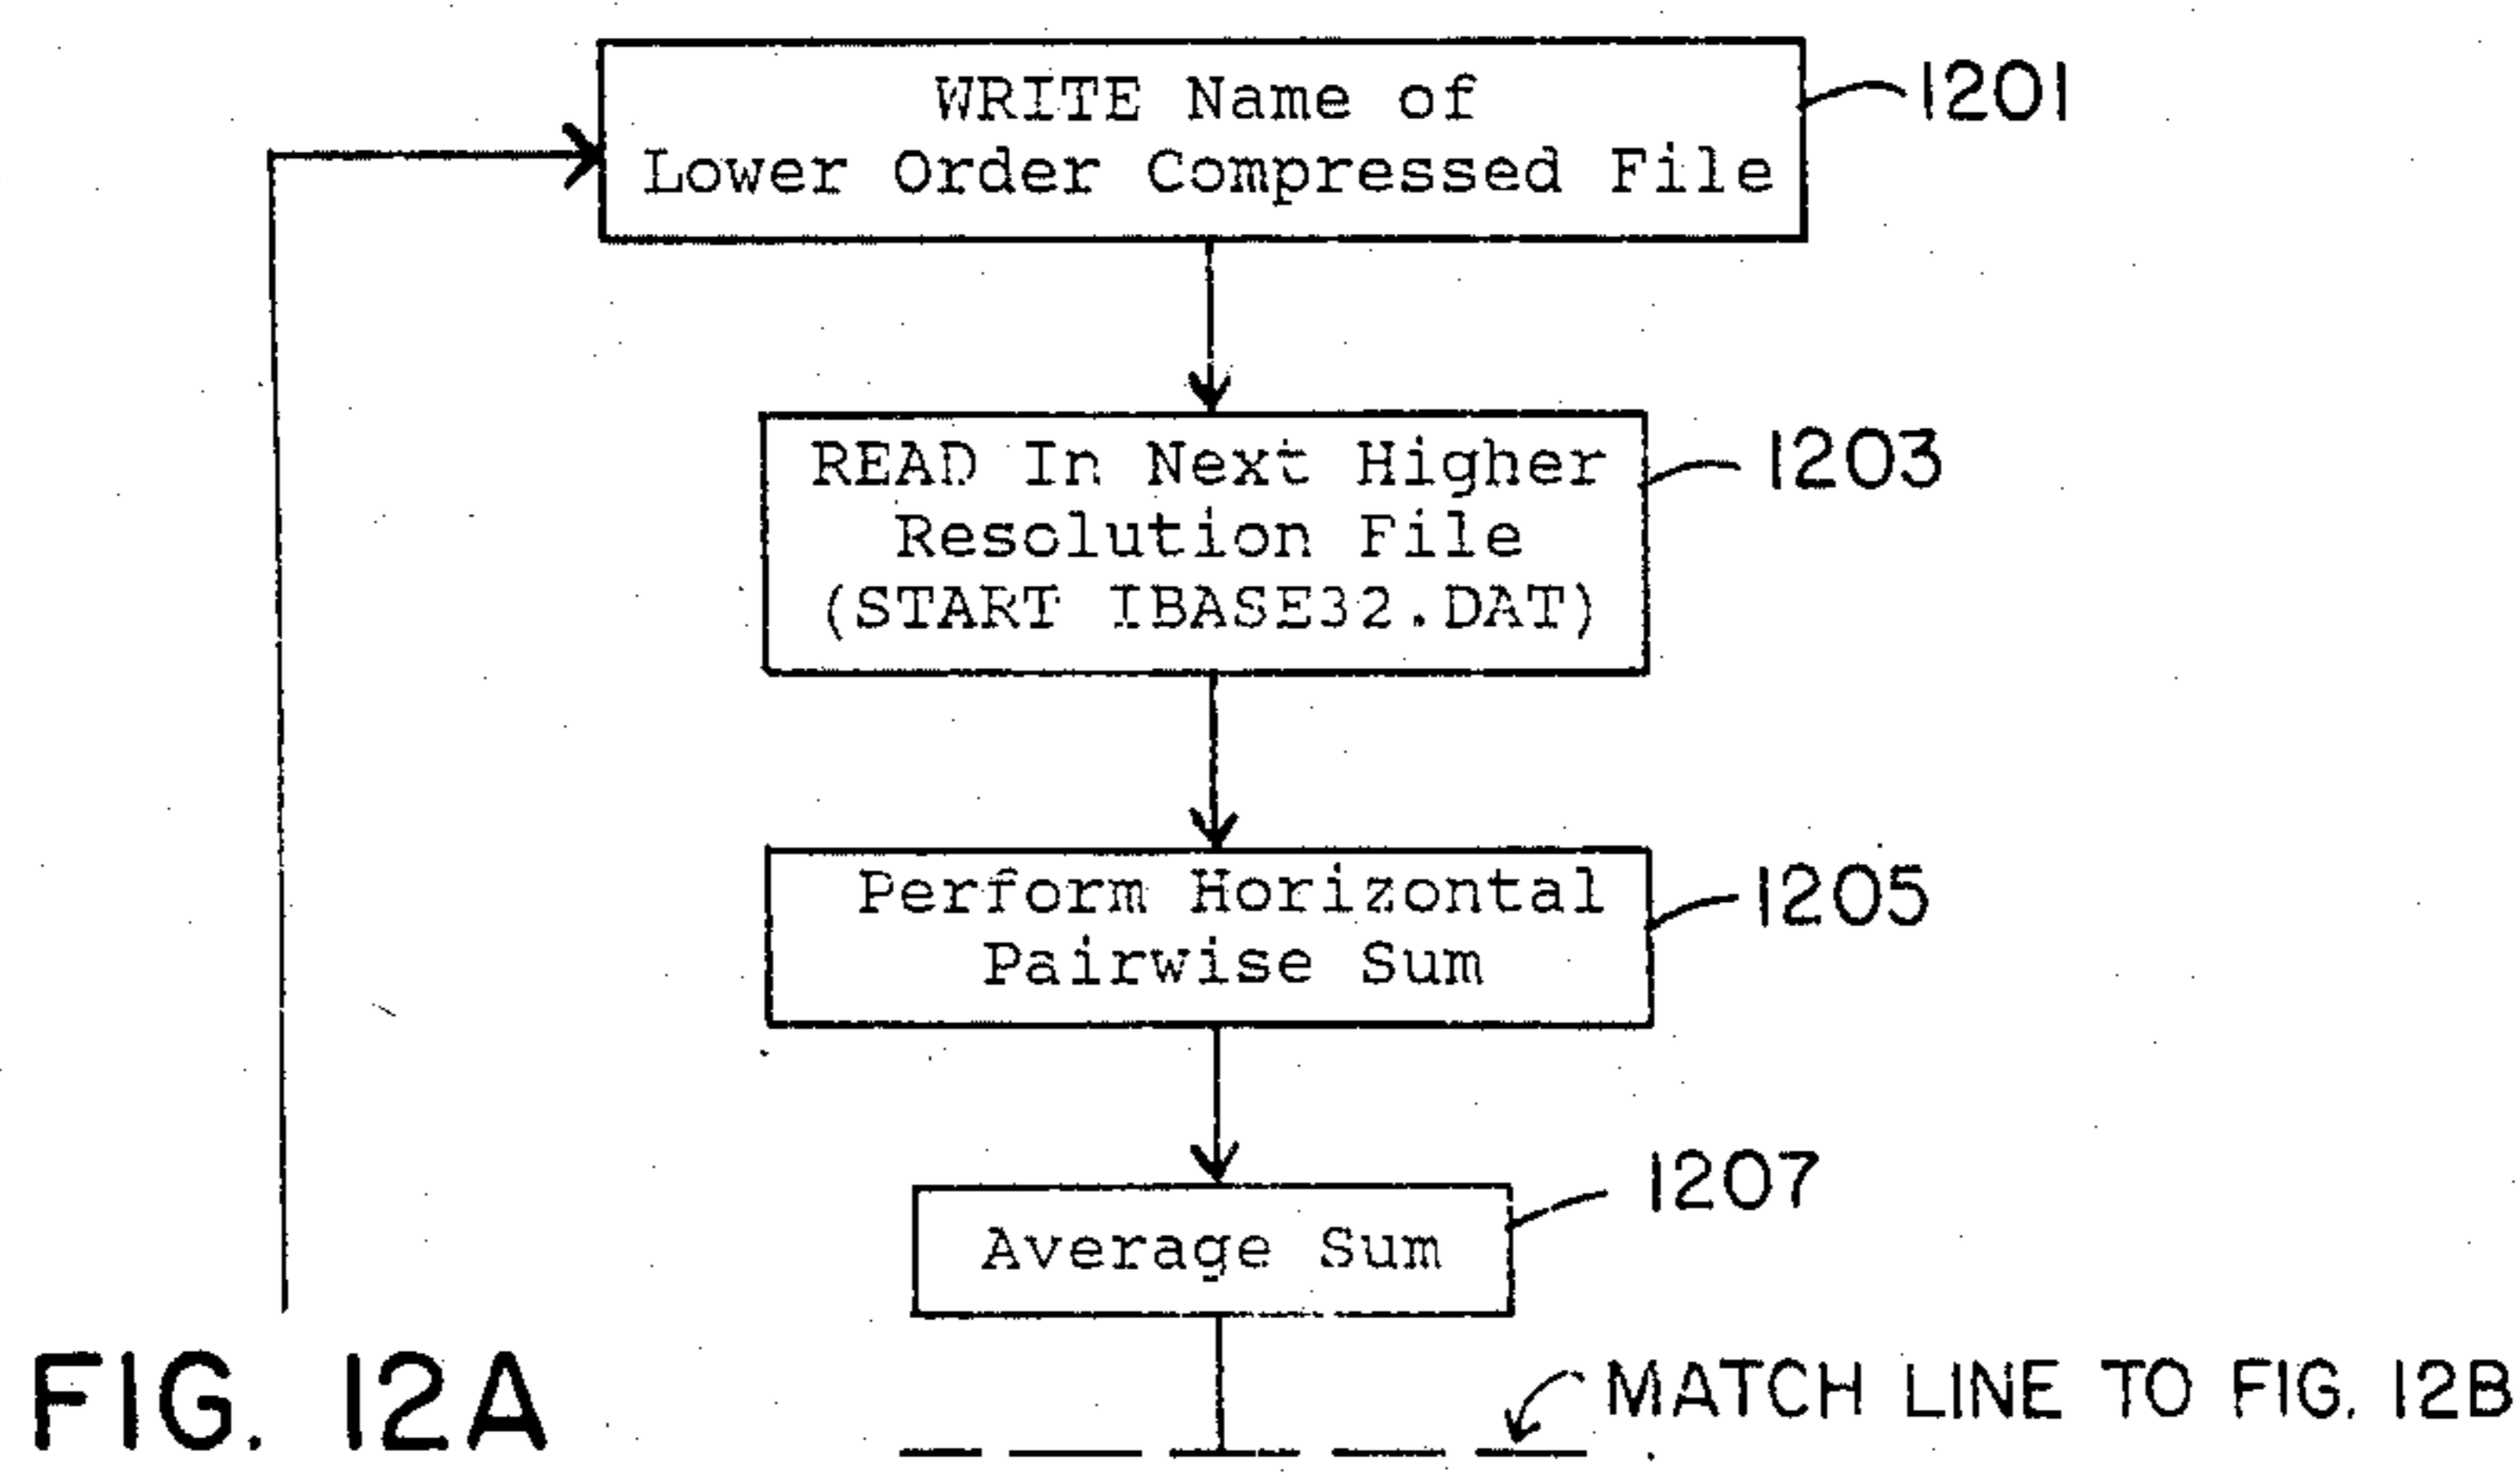 WRITE Name of
Lower Order Compressed File
1201
READ In Next Higher
Resolution File
(START IBASE32.DAT)
1203
Perform Horizontal
Pairwise Sum
1205
Average Sum
1207
MATCH LINE TO FIG. 12B
FIG. 12A